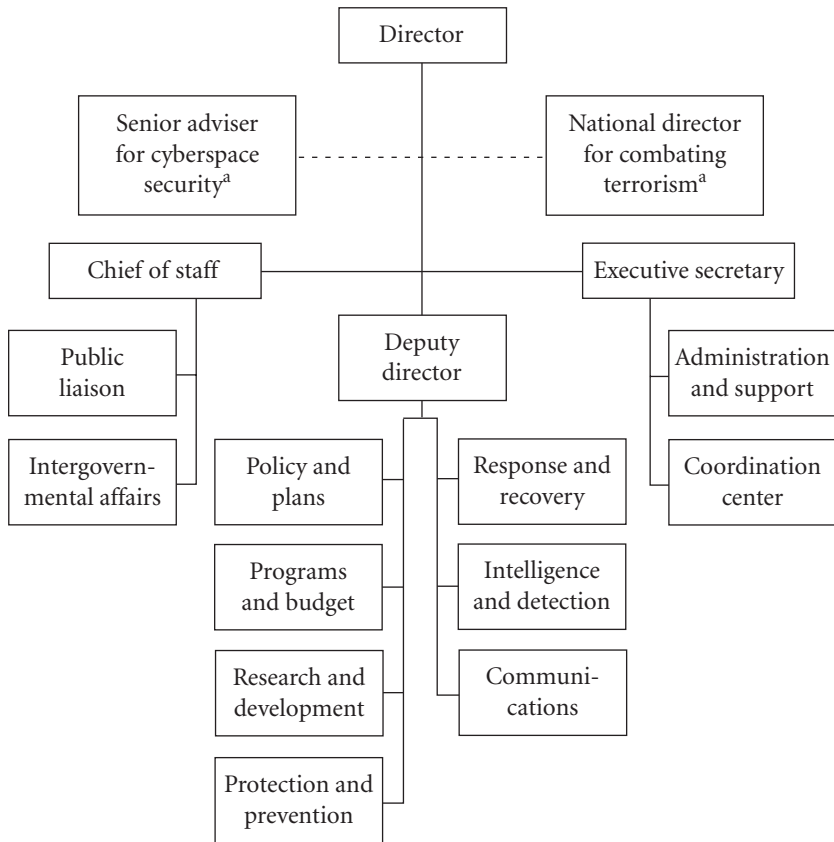 Director
Senior adviser
for cyberspace
securityᵃ
National director
for combating
terrorismᵃ
Chief of staff
Executive secretary
Public
liaison
Deputy
director
Administration
and support
Intergovern-
mental affairs
Policy and
plans
Response and
recovery
Coordination
center
Programs
and budget
Intelligence
and detection
Research and
development
Communi-
cations
Protection and
prevention